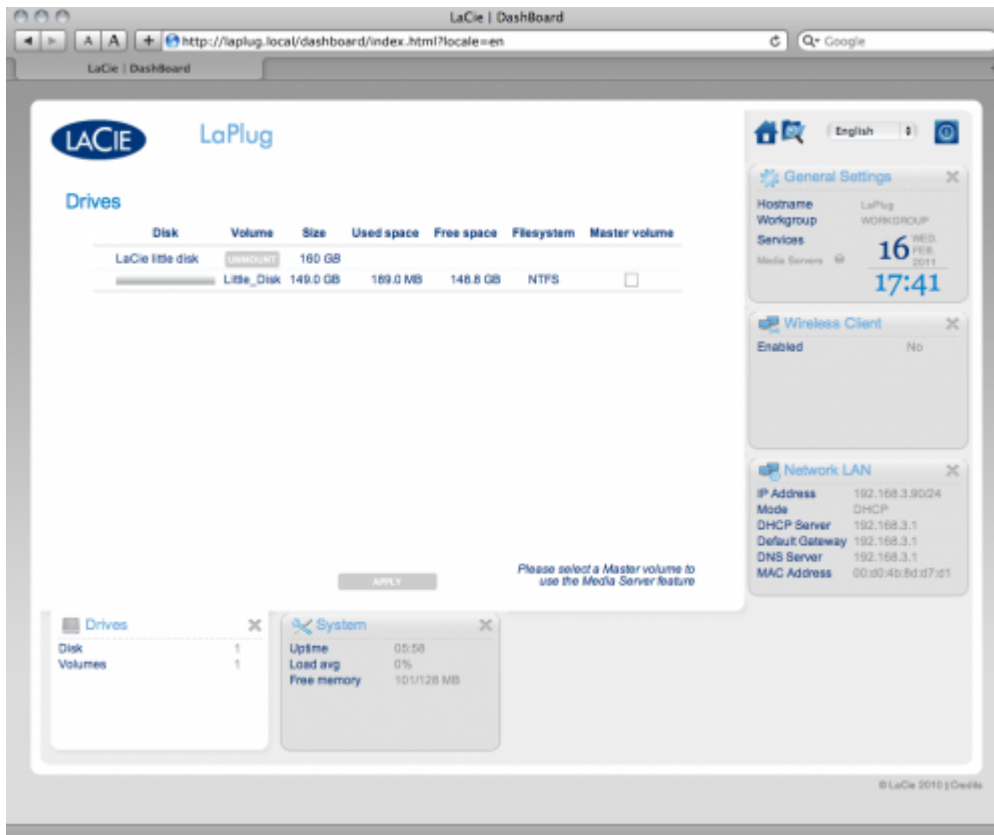 LaCie | DashBoard
A A + http://laplug.local/dashboard/index.html?locale=en Google
LaCie | DashBoard
LACIE LaPlug
English
Drives
Disk Volume Size Used space Free space Filesystem Master volume
LaCie little disk UNMOUNT 160 GB
Little_Disk 149.0 GB 189.0 MB 148.8 GB NTFS
Please select a Master volume to
use the Media Server feature
APPLY
General Settings
Hostname LaPlug
Workgroup WORKGROUP
Services
Media Servers
16 WED.
FEB.
2011
17:41
Wireless Client
Enabled No
Network LAN
IP Address 192.168.3.90/24
Mode DHCP
DHCP Server 192.168.3.1
Default Gateway 192.168.3.1
DNS Server 192.168.3.1
MAC Address 00:d0:4b:8d:d7:d1
Drives
Disk 1
Volumes 1
System
Uptime 05:58
Load avg 0%
Free memory 101/128 MB
© LaCie 2010 | Credits